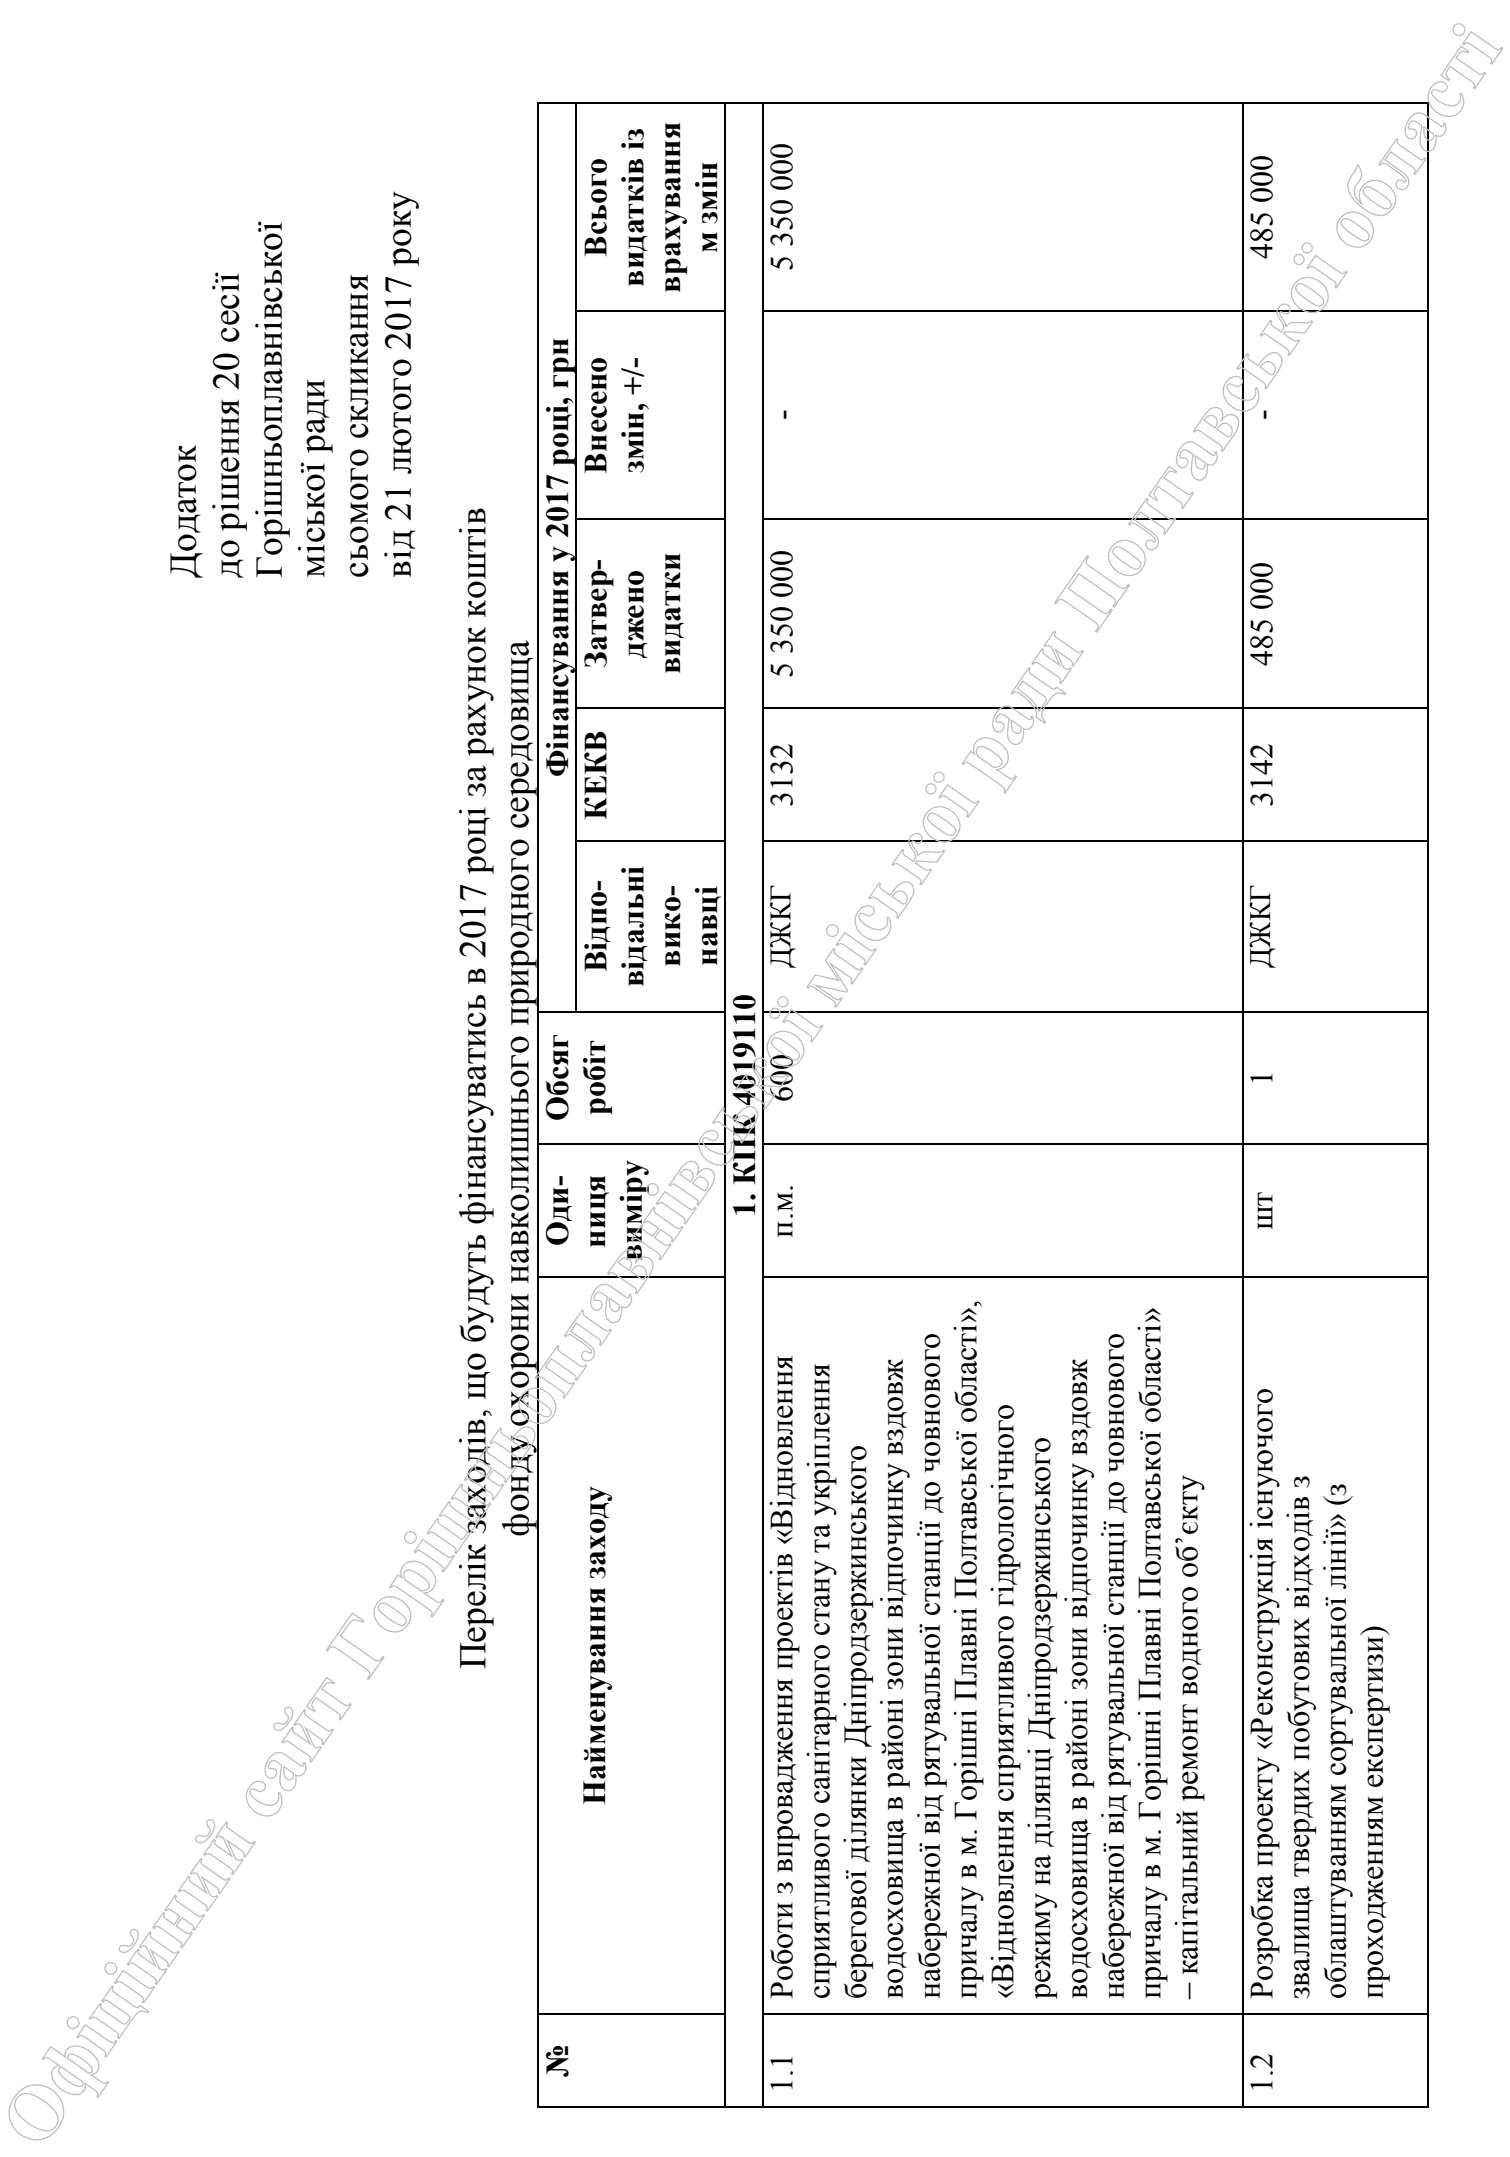 Додаток
до рішення 20 сесії
Горішньоплавнівської
міської ради
сьомого скликання
від 21 лютого 2017 року
Перелік заходів, що будуть фінансуватись в 2017 році за рахунок коштів
фонду охорони навколишнього природного середовища
№
Найменування заходу
Оди-
ниця
виміру
Обсяг
робіт
Фінансування у 2017 році, грн
Відпо-
відальні
вико-
навці
КЕКВ
Затвер-
джено
видатки
Внесено
змін, +/-
Всього
видатків із
врахування
м змін
1. КПК 4019110
1.1
Роботи з впровадження проектів «Відновлення
сприятливого санітарного стану та укріплення
берегової ділянки Дніпродзержинського
водосховища в районі зони відпочинку вздовж
набережної від рятувальної станції до човнового
причалу в м. Горішні Плавні Полтавської області»,
«Відновлення сприятливого гідрологічного
режиму на ділянці Дніпродзержинського
водосховища в районі зони відпочинку вздовж
набережної від рятувальної станції до човнового
причалу в м. Горішні Плавні Полтавської області»
– капітальний ремонт водного об’єкту
п.м.
600
ДЖКГ
3132
5 350 000
-
5 350 000
1.2
Розробка проекту «Реконструкція існуючого
звалища твердих побутових відходів з
облаштуванням сортувальної лінії» (з
проходженням експертизи)
шт
1
ДЖКГ
3142
485 000
-
485 000
Офіційний сайт Горішньоплавнівської міської ради Полтавської області